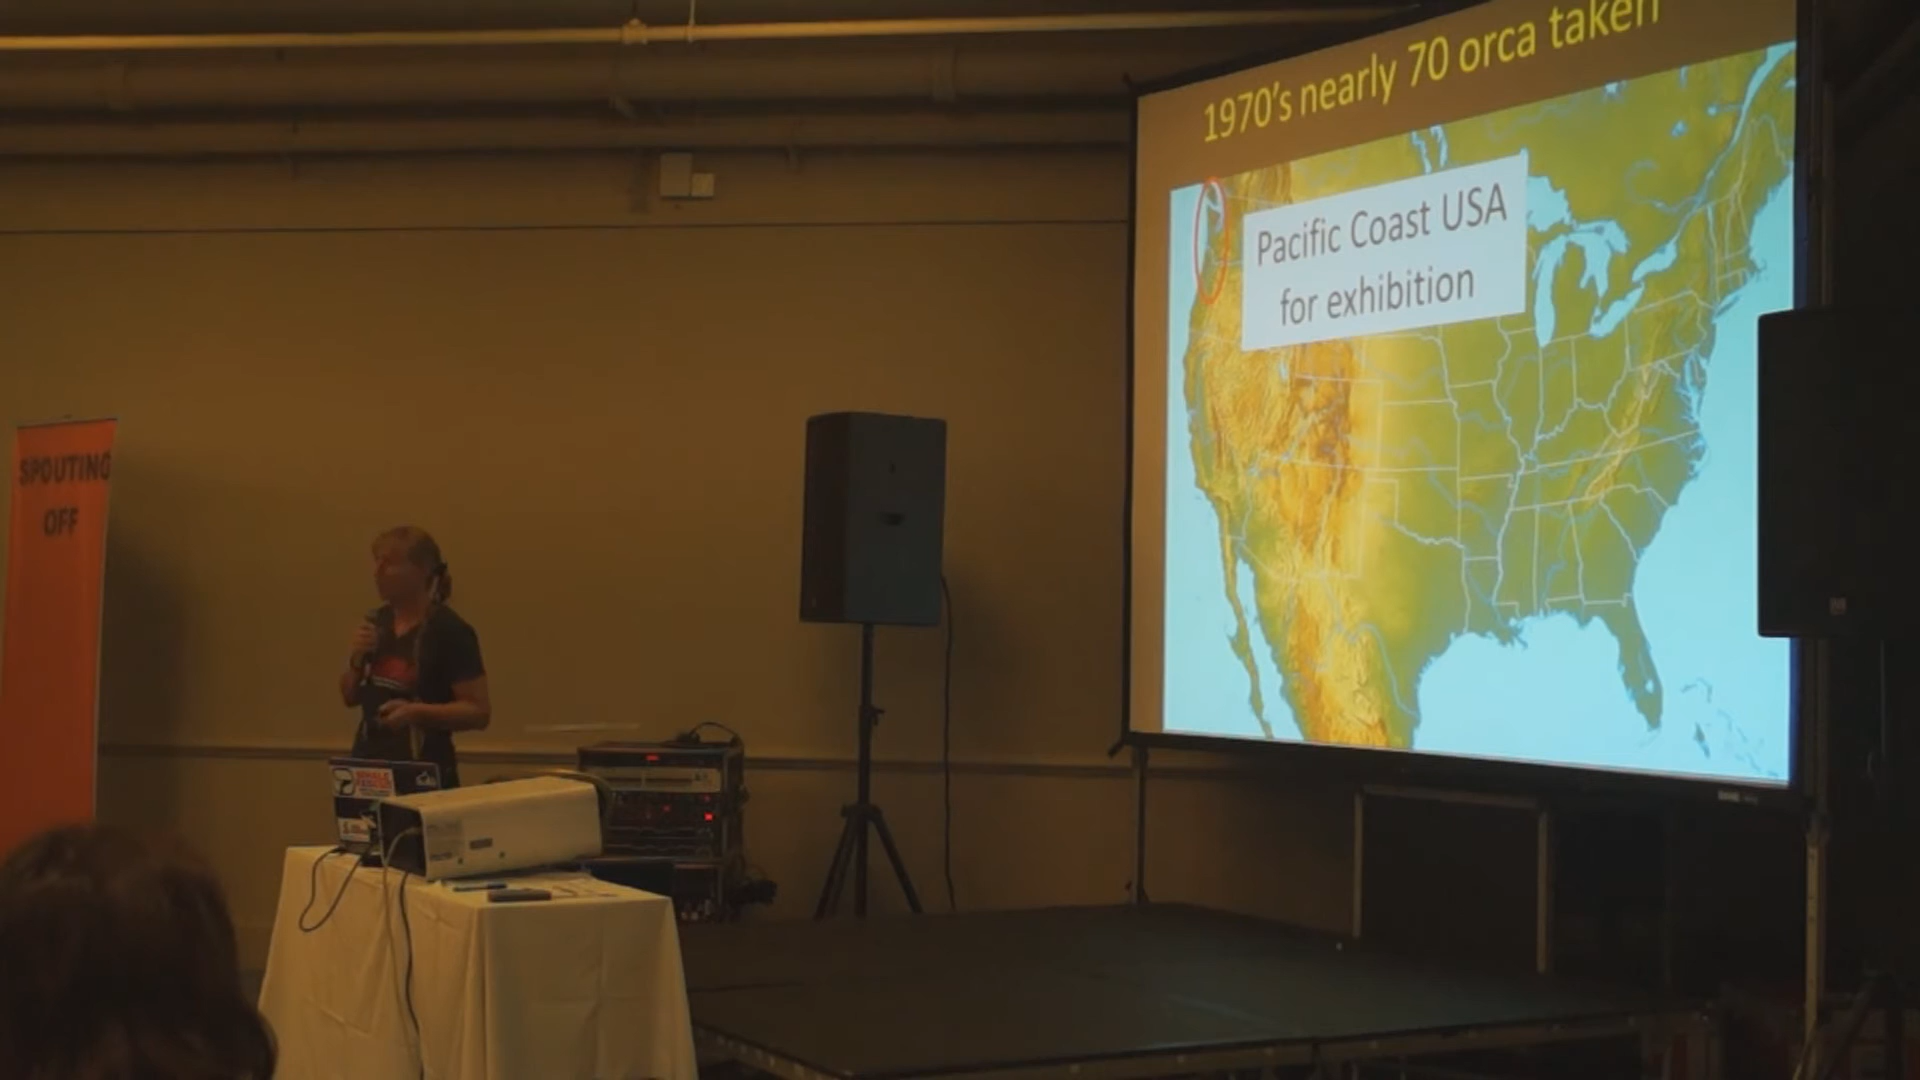 1970's nearly 70 orca taken
Pacific Coast USA
for exhibition
SPOUTING
OFF